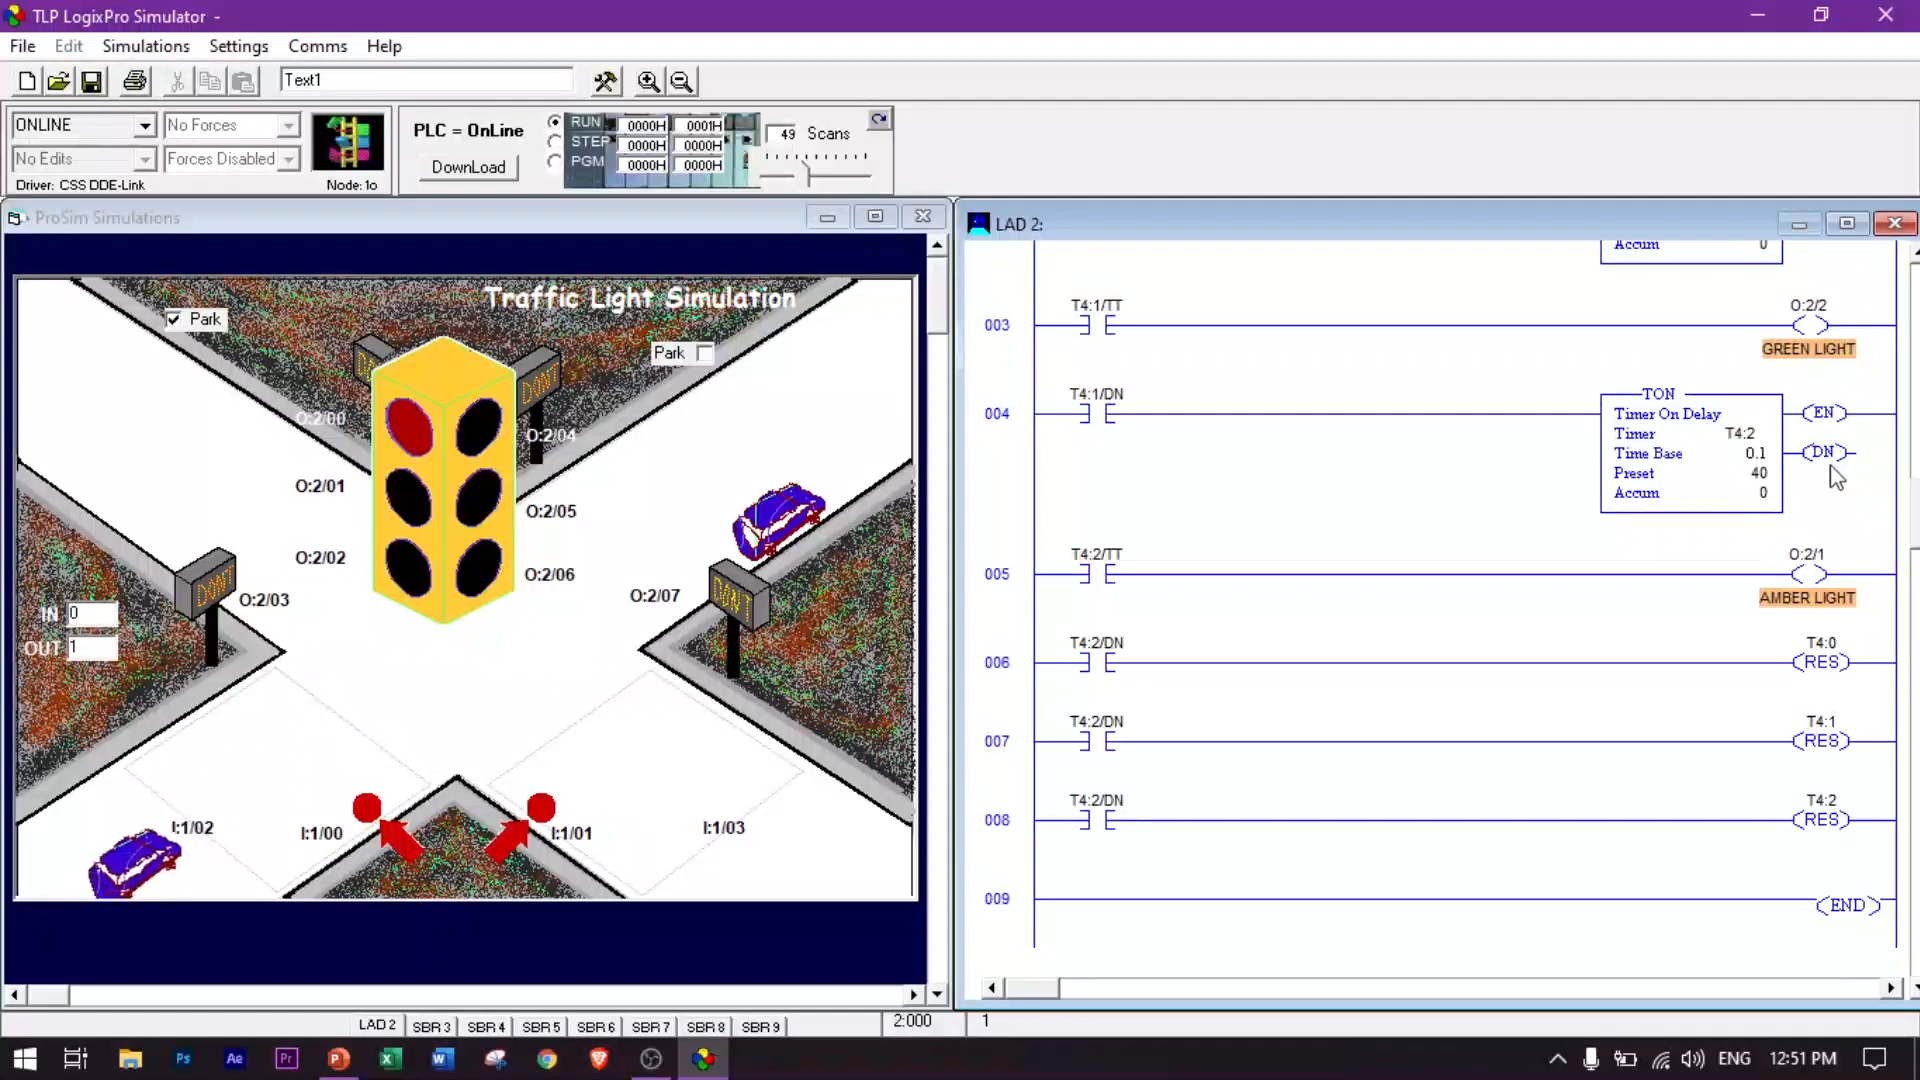 TLP LogixPro Simulator  -
File Edit Simulations Settings Comms Help
Text1
ONLINE No Forces
No Edits Forces Disabled
Driver: CSS DDE-Link Node: 1o
PLC = OnLine
DownLoad
RUN
STEP
PGM
0000H 0001H
0000H 0000H
0000H 0000H
49 Scans
ProSim Simulations
Traffic Light Simulation
Park
Park
DONT
O:2/00
O:2/04
O:2/01
O:2/05
O:2/02
O:2/06
DONT
O:2/03
O:2/07
DONT
IN 0
OUT 1
I:1/02
I:1/00
I:1/01
I:1/03
LAD 2:
Accum 0
T4:1/TT O:2/2
003
GREEN LIGHT
T4:1/DN TON
004 Timer On Delay EN
Timer T4:2
Time Base 0.1 DN
Preset 40
Accum 0
T4:2/TT O:2/1
005
AMBER LIGHT
T4:2/DN T4:0
006 RES
T4:2/DN T4:1
007 RES
T4:2/DN T4:2
008 RES
009 END
LAD 2 SBR 3 SBR 4 SBR 5 SBR 6 SBR 7 SBR 8 SBR 9
2:000 1
Ps Ae Pr
ENG 12:51 PM